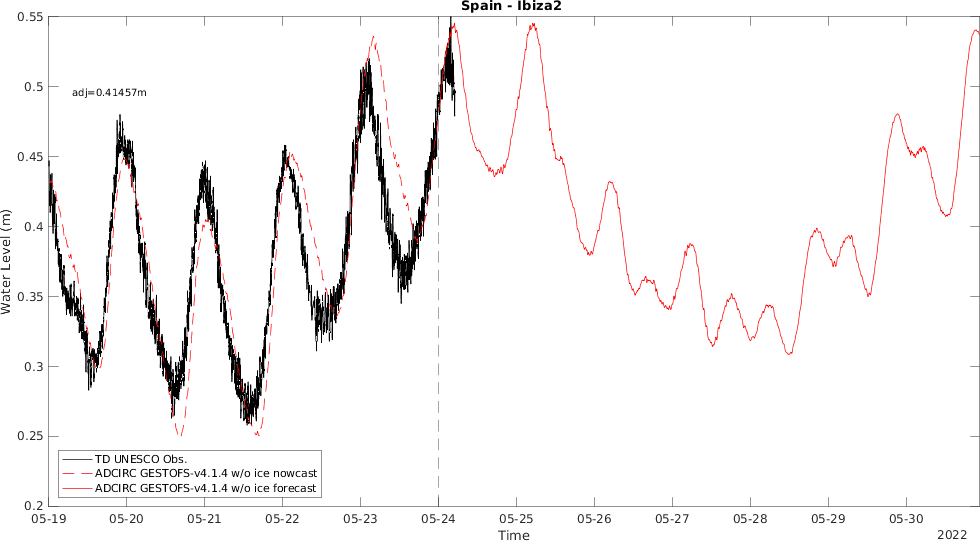 Spain - Ibiza2
0.55
0.5
0.45
0.4
0.35
0.3
0.25
0.2
Water Level (m)
adj=0.41457m
TD UNESCO Obs.
ADCIRC GESTOFS-v4.1.4 w/o ice nowcast
ADCIRC GESTOFS-v4.1.4 w/o ice forecast
05-19 05-20 05-21 05-22 05-23 05-24 05-25 05-26 05-27 05-28 05-29 05-30
Time
2022